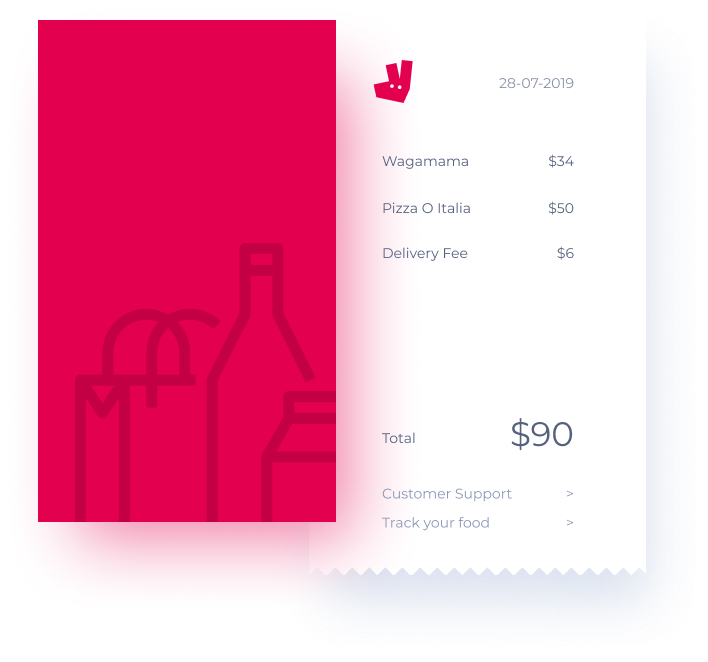 28-07-2019
Wagamama $34
Pizza O Italia $50
Delivery Fee $6
Total $90
Customer Support >
Track your food >